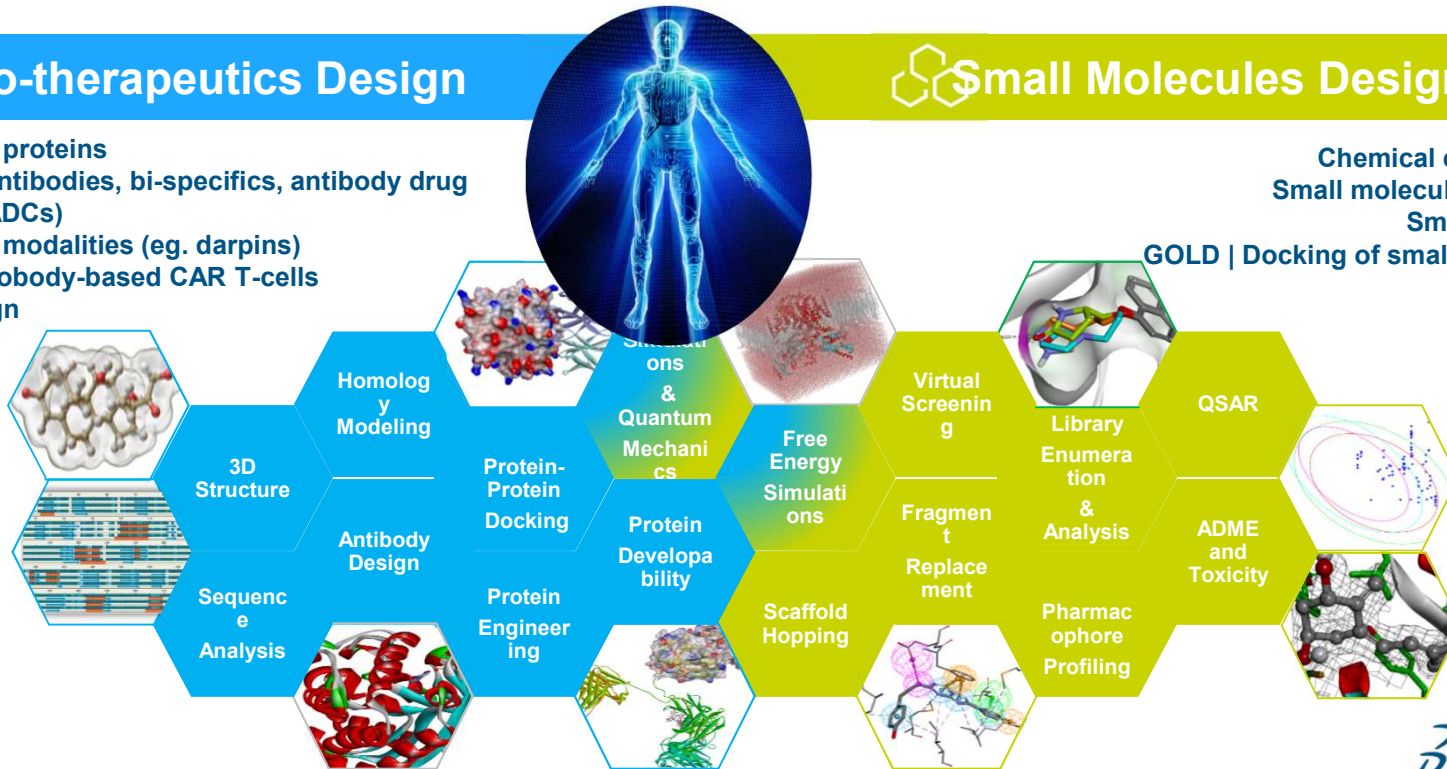 o-therapeutics Design
Small Molecules Design
proteins
ntibodies, bi-specifics, antibody drug
ADCs)
modalities (eg. darpins)
obody-based CAR T-cells
gn
Chemical
Small molecul
Sm
GOLD | Docking of smal
3D
Structure
Sequenc
e
Analysis
Homolog
y
Modeling
Antibody
Design
Protein-
Protein
Docking
Protein
Engineer
ing
Simulati
ons
&
Quantum
Mechani
cs
Protein
Developa
bility
Free
Energy
Simulati
ons
Scaffold
Hopping
Virtual
Screenin
g
Fragmen
t
Replace
ment
Library
Enumera
tion
&
Analysis
Pharmac
ophore
Profiling
QSAR
ADME
and
Toxicity